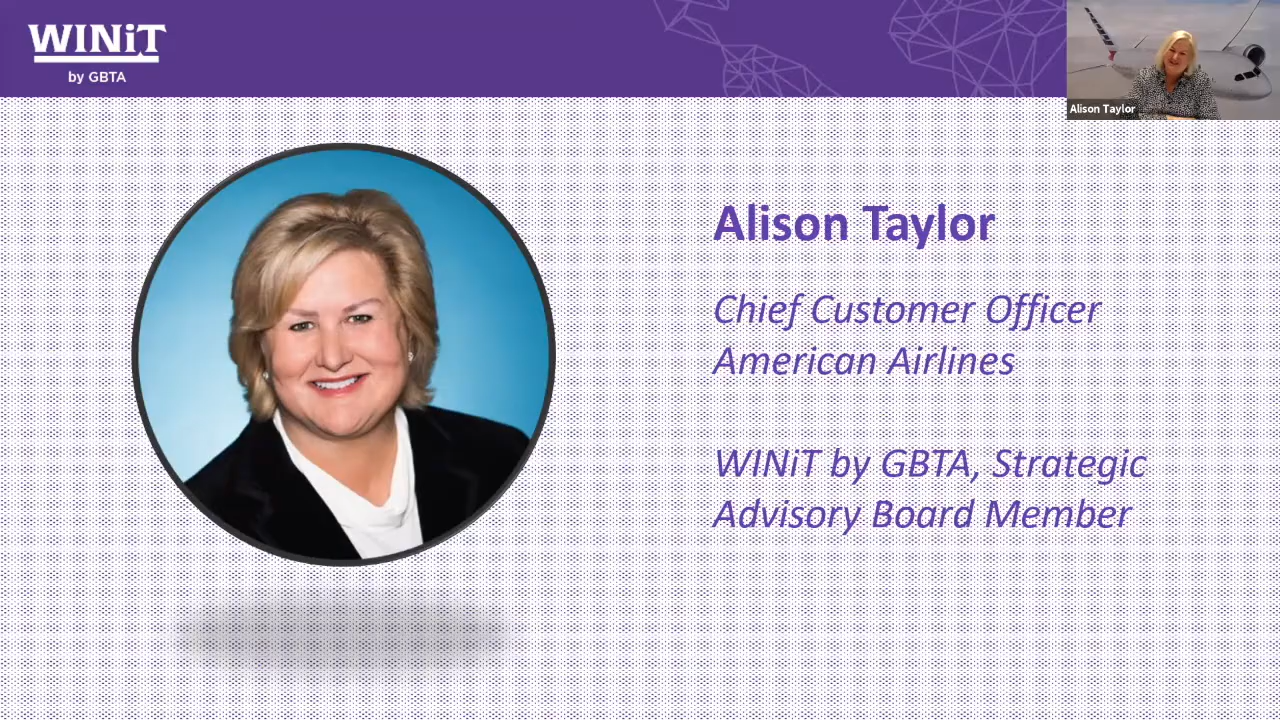 WINiT
by GBTA
Alison Taylor
Alison Taylor
Chief Customer Officer
American Airlines
WINiT by GBTA, Strategic
Advisory Board Member